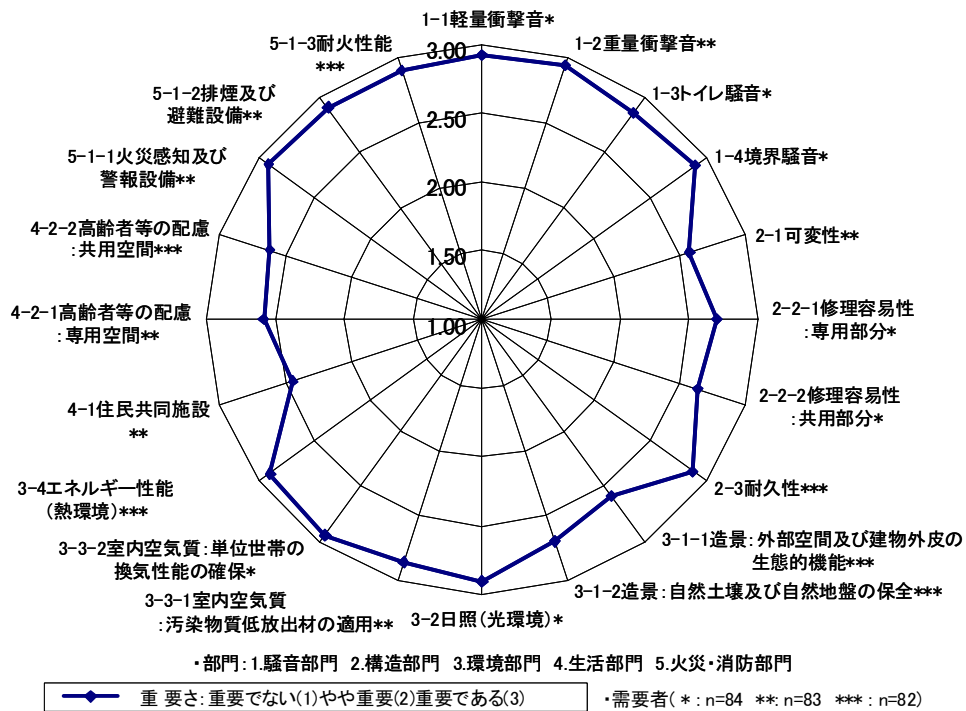 1-1軽量衝撃音*
1-2重量衝撃音**
1-3トイレ騒音*
1-4境界騒音*
2-1可変性**
2-2-1修理容易性
:専用部分*
2-2-2修理容易性
:共用部分*
2-3耐久性***
3-1-1造景:外部空間及び建物外皮の
生態的機能***
3-1-2造景:自然土壌及び自然地盤の保全***
3-2日照(光環境)*
3-3-1室内空気質
:汚染物質低放出材の適用**
3-3-2室内空気質:単位世帯の
換気性能の確保*
3-4エネルギー性能
(熱環境)***
4-1住民共同施設
**
4-2-1高齢者等の配慮
:専用空間**
4-2-2高齢者等の配慮
:共用空間***
5-1-1火災感知及び
警報設備**
5-1-2排煙及び
避難設備**
5-1-3耐火性能
***
3.00
2.50
2.00
1.50
1.00
・部門:1.騒音部門 2.構造部門 3.環境部門 4.生活部門 5.火災・消防部門
重 要さ:重要でない(1)やや重要(2)重要である(3)
・需要者(*:n=84 **:n=83 ***:n=82)